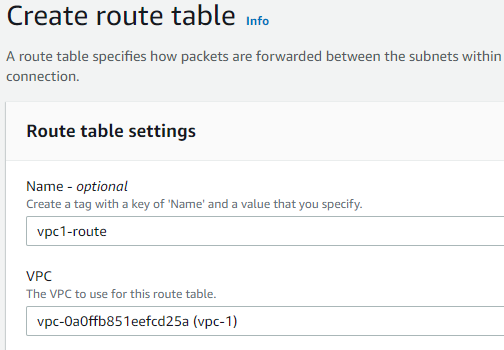 Create route table Info
A route table specifies how packets are forwarded between the subnets within
connection.
Route table settings
Name - optional
Create a tag with a key of 'Name' and a value that you specify.
vpc1-route
VPC
The VPC to use for this route table.
vpc-0a0ffb851eefcd25a (vpc-1)